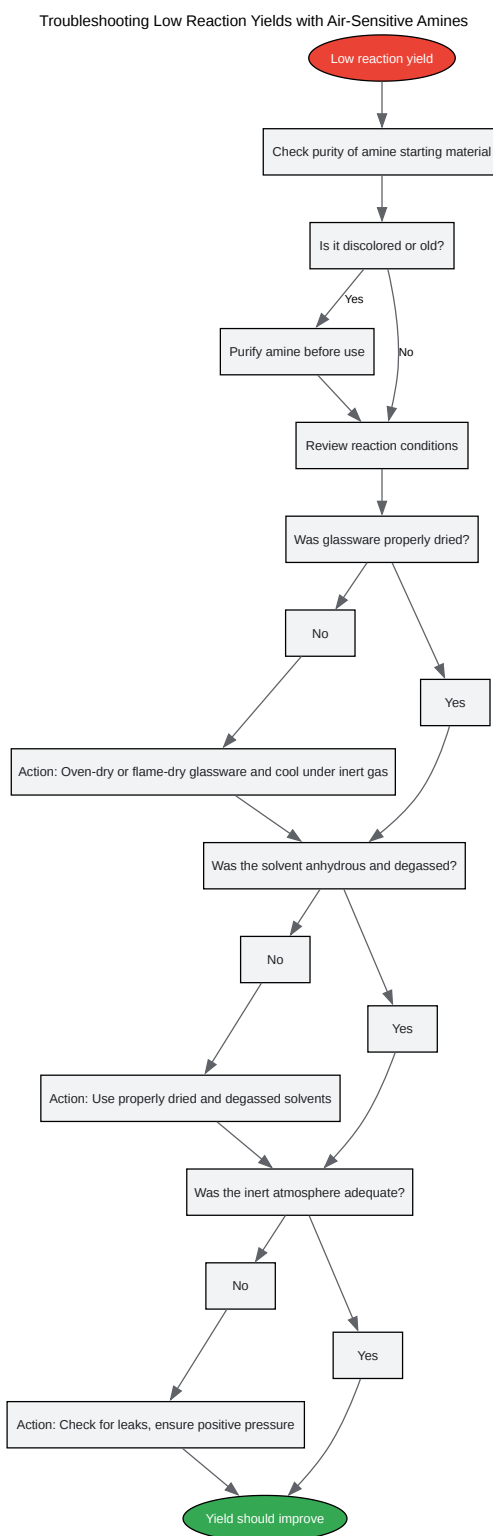 Troubleshooting Low Reaction Yields with Air-Sensitive Amines
Low reaction yield
Check purity of amine starting material
Is it discolored or old?
Yes
Purify amine before use
No
Review reaction conditions
Was glassware properly dried?
No
Yes
Action: Oven-dry or flame-dry glassware and cool under inert gas
Was the solvent anhydrous and degassed?
No
Yes
Action: Use properly dried and degassed solvents
Was the inert atmosphere adequate?
No
Yes
Action: Check for leaks, ensure positive pressure
Yield should improve